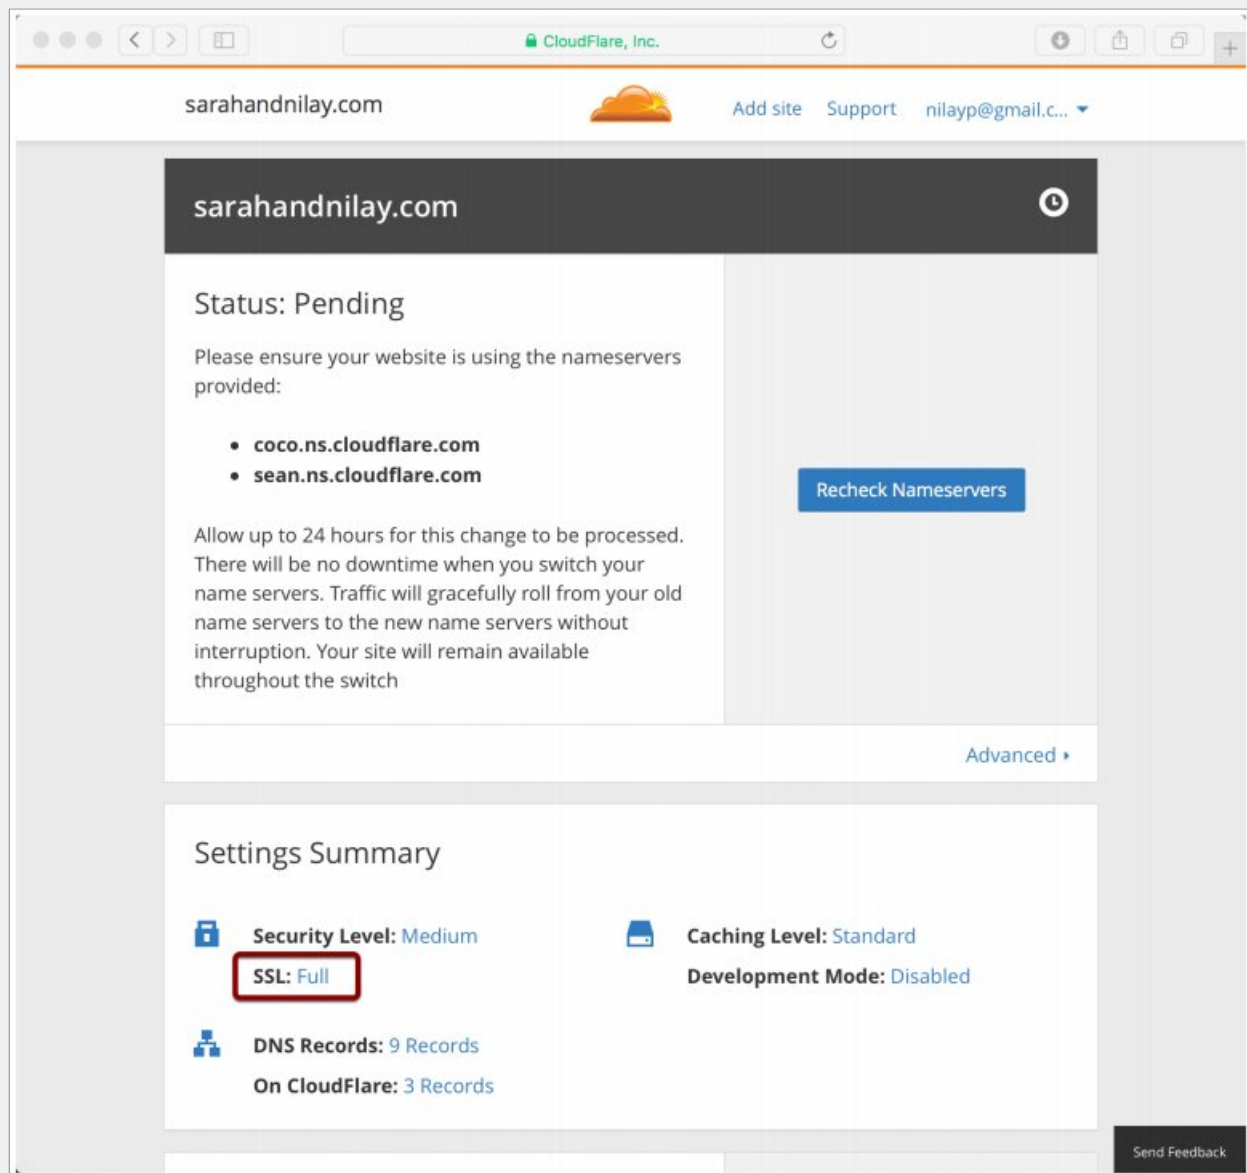 CloudFlare, Inc.
sarahandnilay.com
Add site Support nilayp@gmail.c...
sarahandnilay.com
Status: Pending
Please ensure your website is using the nameservers
provided:
• coco.ns.cloudflare.com
• sean.ns.cloudflare.com
Recheck Nameservers
Allow up to 24 hours for this change to be processed.
There will be no downtime when you switch your
name servers. Traffic will gracefully roll from your old
name servers to the new name servers without
interruption. Your site will remain available
throughout the switch
Advanced
Settings Summary
Security Level: Medium
SSL: Full
Caching Level: Standard
Development Mode: Disabled
DNS Records: 9 Records
On CloudFlare: 3 Records
Send Feedback